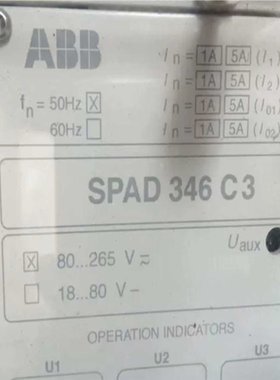 ABB
fn = 50Hz ☒
60Hz ☐
In = 1A 5A (I1)
In = 1A 5A (I2)
In = 1A 5A (I01)
In = 1A 5A (I02)
SPAD 346 C3
Uaux
☒ 80...265 V ≂
☐ 18...80 V –
OPERATION INDICATORS
U1 U2 U3